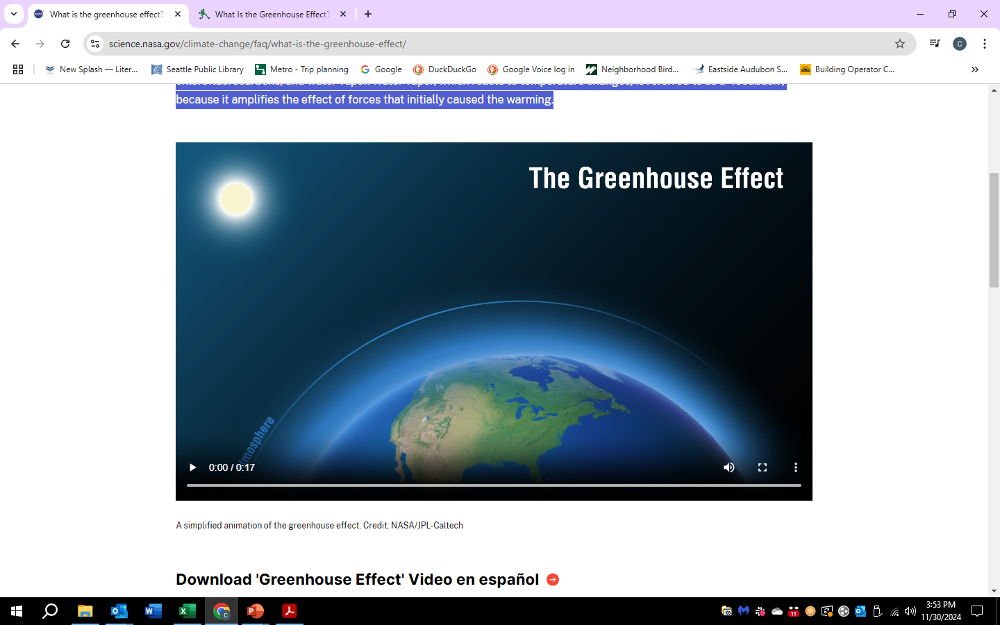 What is the greenhouse effect?
What Is the Greenhouse Effect?
science.nasa.gov/climate-change/faq/what-is-the-greenhouse-effect/
C
New Splash — Liter...
Seattle Public Library
Metro - Trip planning
Google
DuckDuckGo
Google Voice log in
Neighborhood Bird...
Eastside Audubon S...
Building Operator C...
because it amplifies the effect of forces that initially caused the warming.
The Greenhouse Effect
tmosphere
0:00 / 0:17
A simplified animation of the greenhouse effect. Credit: NASA/JPL-Caltech
Download 'Greenhouse Effect' Video en español
3:53 PM
11/30/2024
11